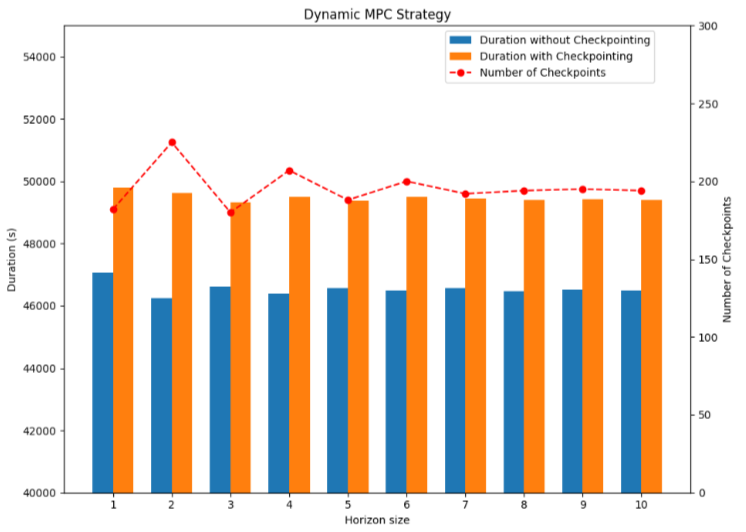 Dynamic MPC Strategy
Duration without Checkpointing
Duration with Checkpointing
Number of Checkpoints
54000
52000
50000
48000
46000
44000
42000
40000
Duration (s)
300
250
200
150
100
50
0
Number of Checkpoints
1 2 3 4 5 6 7 8 9 10
Horizon size